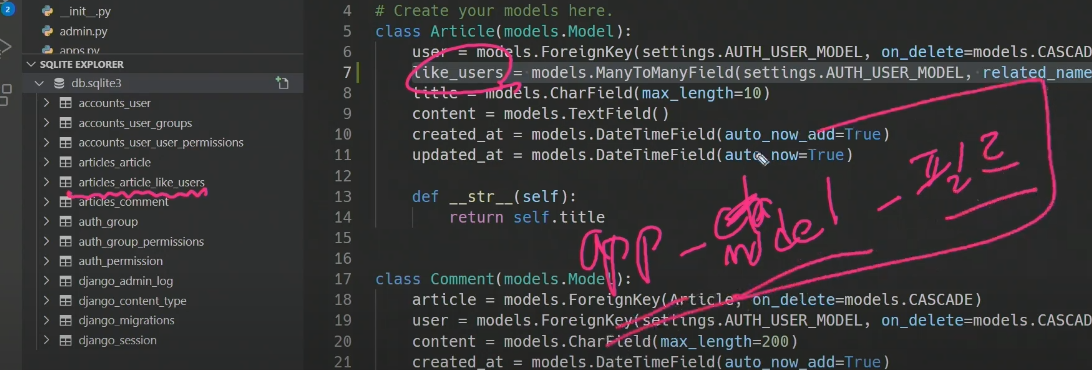 2
__init__.py
admin.py
apps.py
SQLITE EXPLORER
db.sqlite3
accounts_user
accounts_user_groups
accounts_user_user_permissions
articles_article
articles_article_like_users
articles_comment
auth_group
auth_group_permissions
auth_permission
django_admin_log
django_content_type
django_migrations
django_session
4 # Create your models here.
5 class Article(models.Model):
6 user = models.ForeignKey(settings.AUTH_USER_MODEL, on_delete=models.CASCADE
7 like_users = models.ManyToManyField(settings.AUTH_USER_MODEL, related_name
8 title = models.CharField(max_length=10)
9 content = models.TextField()
10 created_at = models.DateTimeField(auto_now_add=True)
11 updated_at = models.DateTimeField(auto_now=True)
12
13 def __str__(self):
14 return self.title
15
16
17 class Comment(models.Model):
18 article = models.ForeignKey(Article, on_delete=models.CASCADE)
19 user = models.ForeignKey(settings.AUTH_USER_MODEL, on_delete=models.CASCAD
20 content = models.CharField(max_length=200)
21 created_at = models.DateTimeField(auto_now_add=True)
app - model - 필드